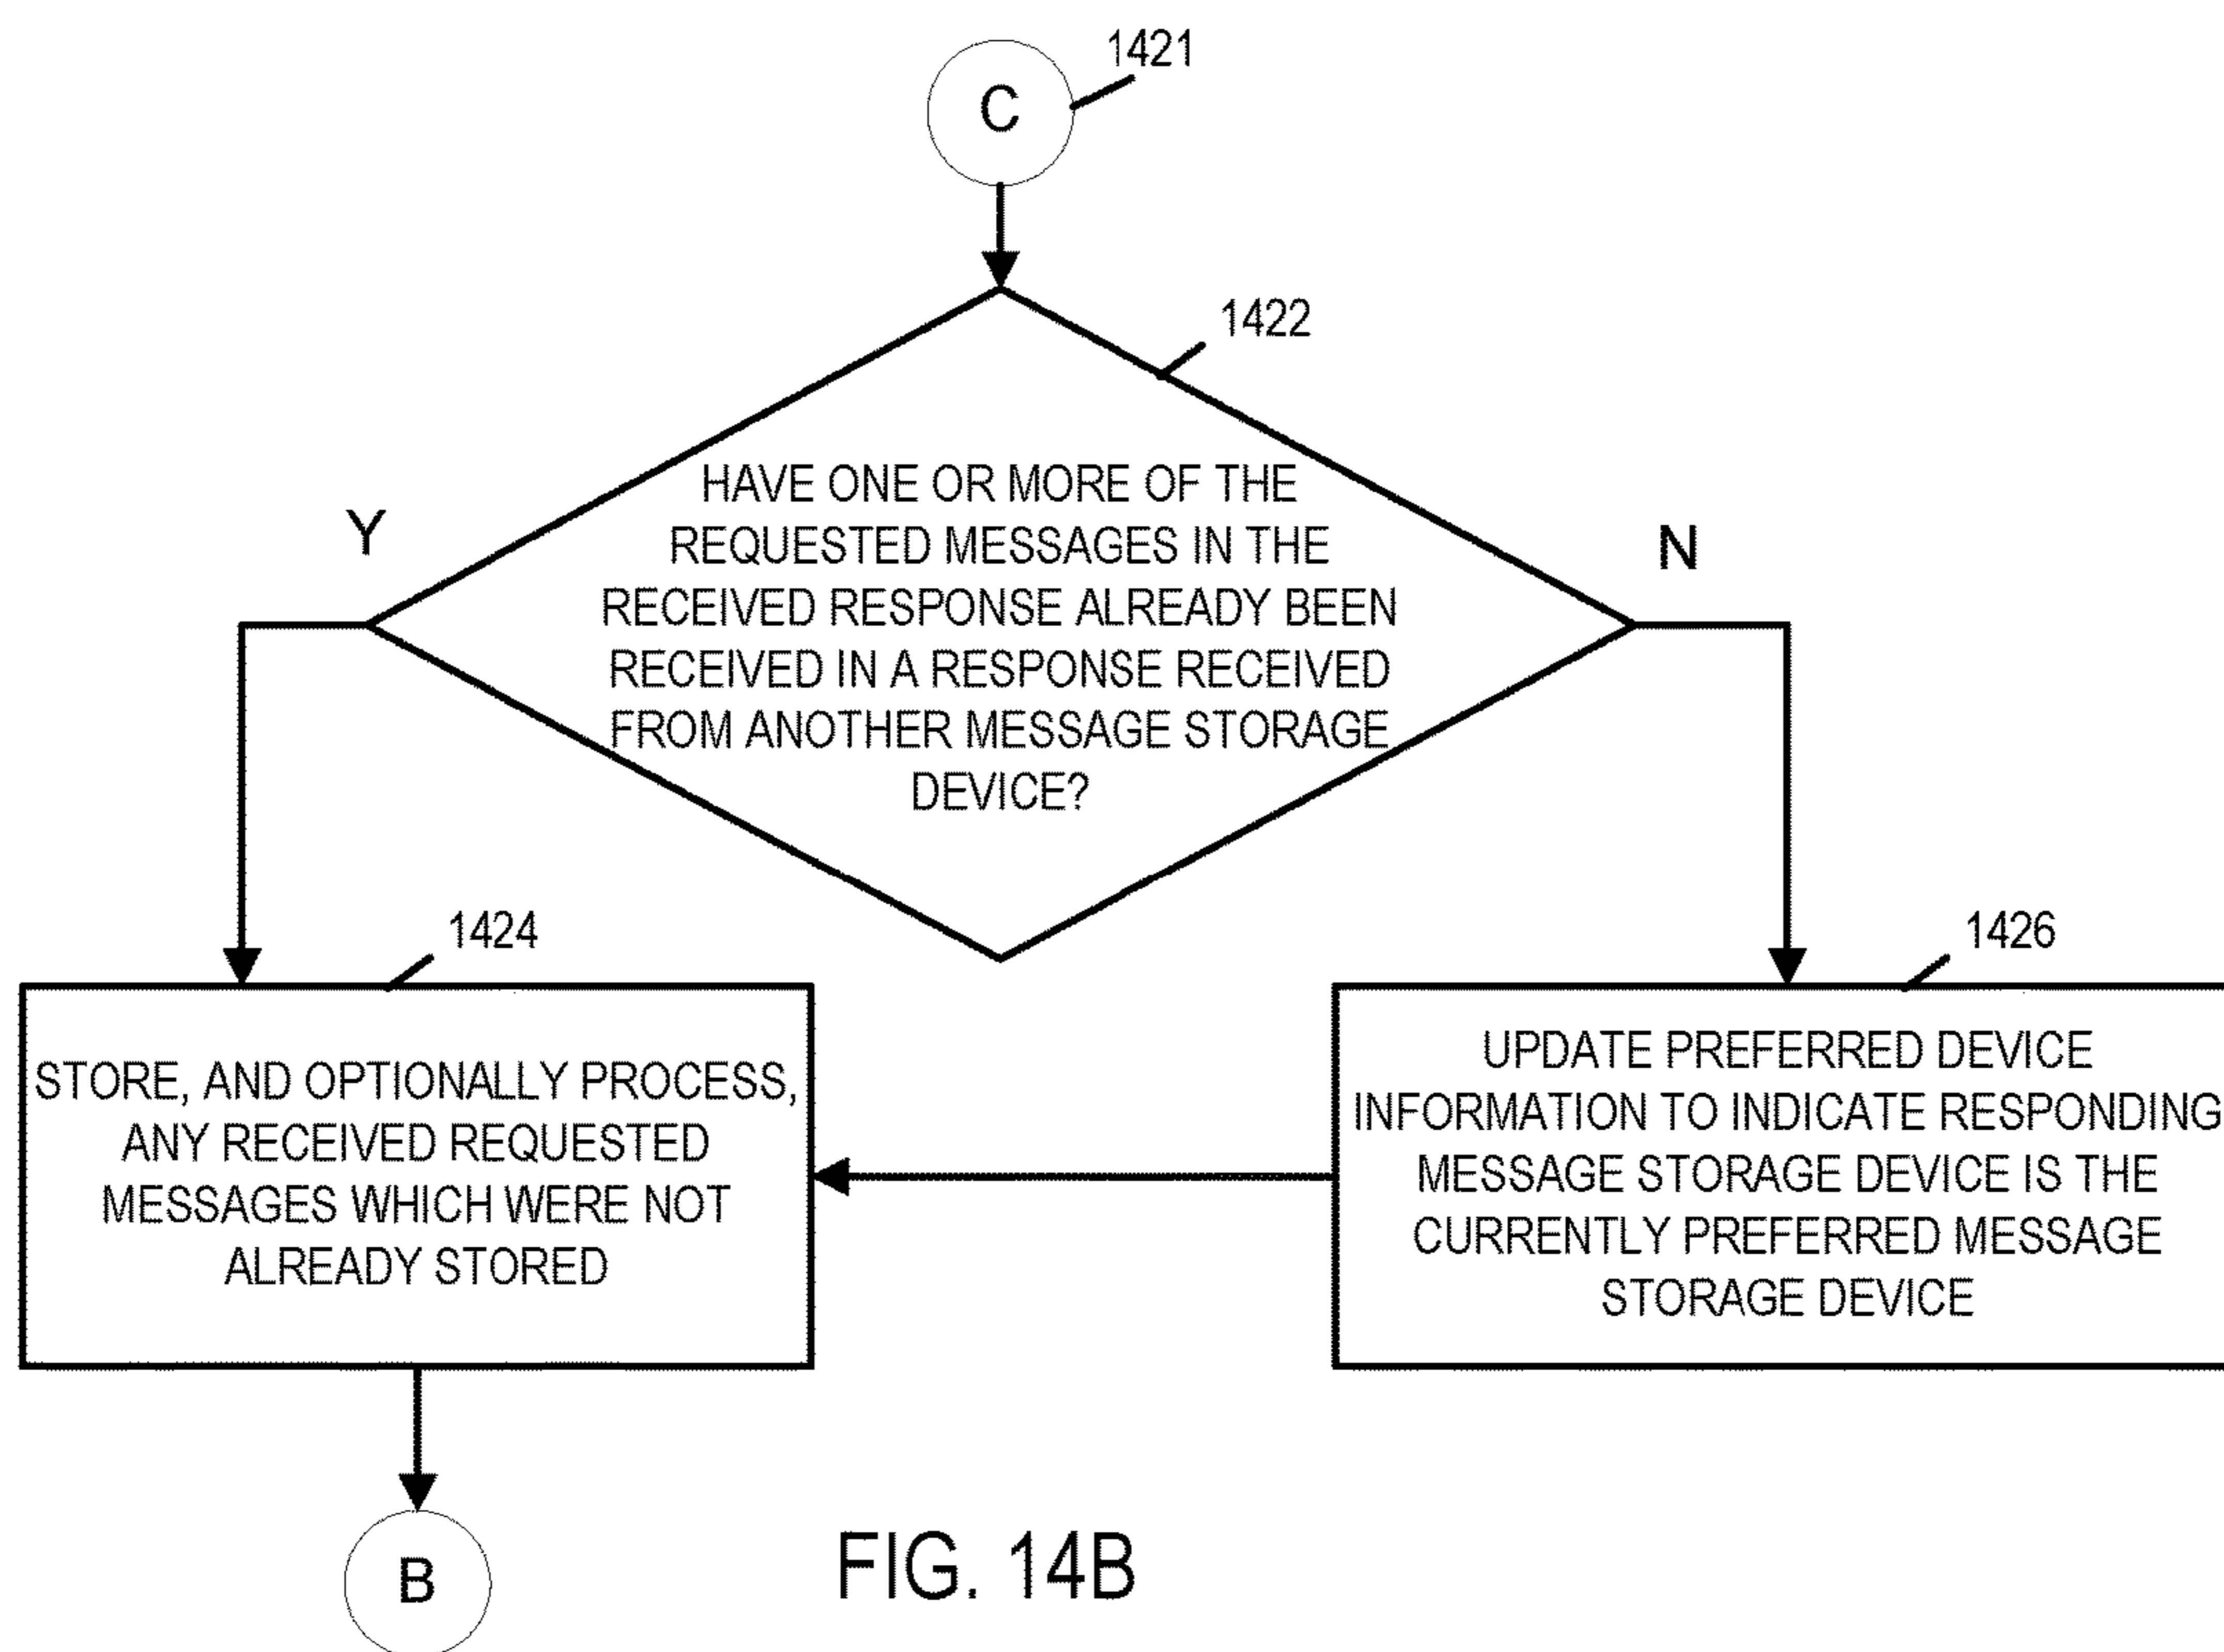 1421
C
1422
HAVE ONE OR MORE OF THE
REQUESTED MESSAGES IN THE
RECEIVED RESPONSE ALREADY BEEN
RECEIVED IN A RESPONSE RECEIVED
FROM ANOTHER MESSAGE STORAGE
DEVICE?
Y
N
1424
STORE, AND OPTIONALLY PROCESS,
ANY RECEIVED REQUESTED
MESSAGES WHICH WERE NOT
ALREADY STORED
1426
UPDATE PREFERRED DEVICE
INFORMATION TO INDICATE RESPONDING
MESSAGE STORAGE DEVICE IS THE
CURRENTLY PREFERRED MESSAGE
STORAGE DEVICE
B
FIG. 14B